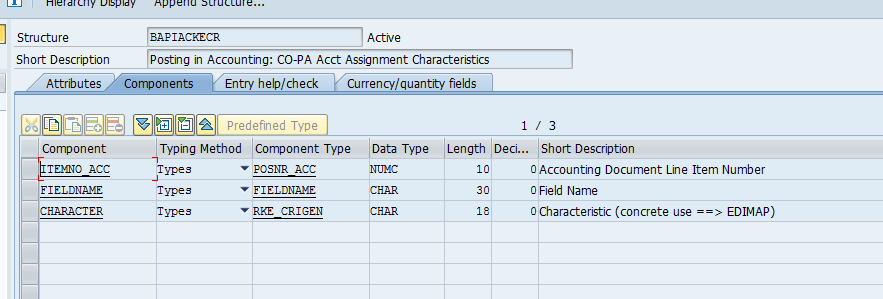 Hierarchy Display Append Structure...
Structure BAPIACKECR Active
Short Description Posting in Accounting: CO-PA Acct Assignment Characteristics
Attributes Components Entry help/check Currency/quantity fields
Predefined Type 1 / 3
Component Typing Method Component Type Data Type Length Deci... Short Description
ITEMNO_ACC Types POSNR_ACC NUMC 10 0 Accounting Document Line Item Number
FIELDNAME Types FIELDNAME CHAR 30 0 Field Name
CHARACTER Types RKE_CRIGEN CHAR 18 0 Characteristic (concrete use ==> EDIMAP)